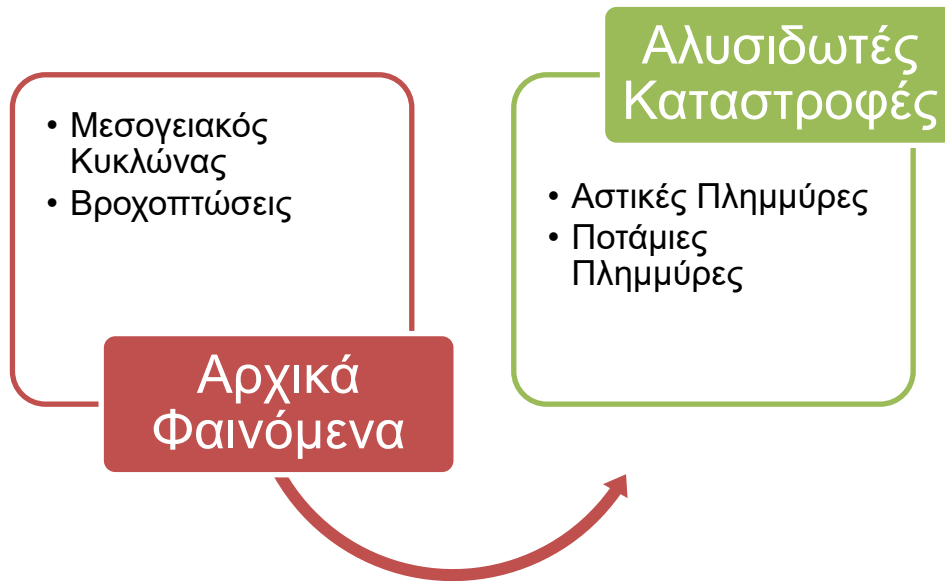 • Μεσογειακός
Κυκλώνας
• Βροχοπτώσεις
Αρχικά
Φαινόμενα
Αλυσιδωτές
Καταστροφές
• Αστικές Πλημμύρες
• Ποτάμιες
Πλημμύρες